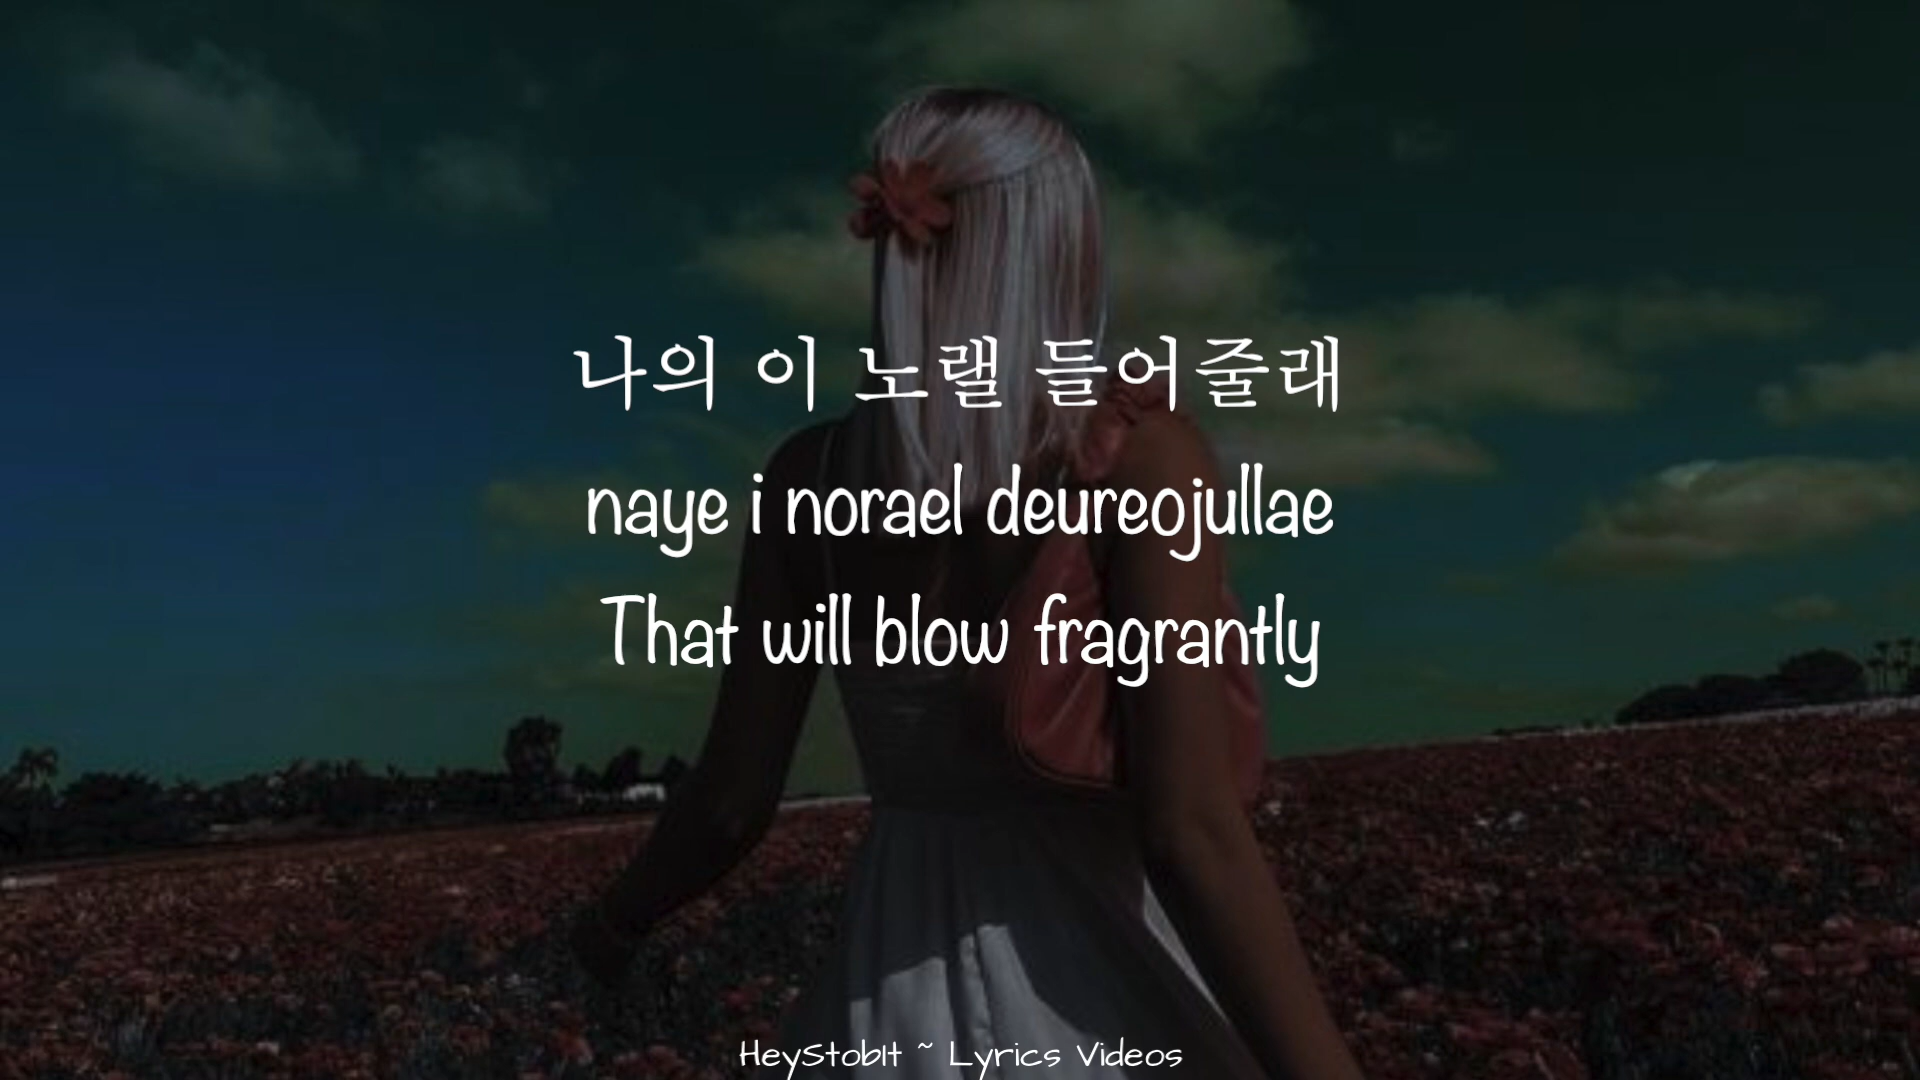 나의 이 노랠 들어줄래
naye i norael deureojullae
That will blow fragrantly
HeyStobIt ~ Lyrics Videos